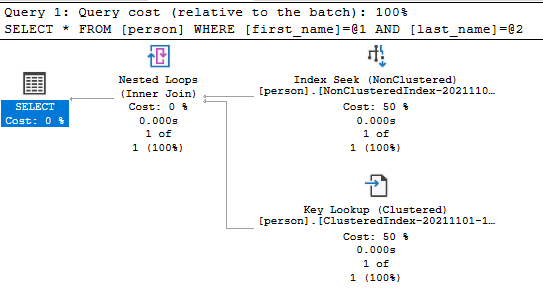 Query 1: Query cost (relative to the batch): 100%
SELECT * FROM [person] WHERE [first_name]=@1 AND [last_name]=@2
SELECT
Cost: 0 %
Nested Loops
(Inner Join)
Cost: 0 %
0.000s
1 of
1 (100%)
Index Seek (NonClustered)
[person].[NonClusteredIndex-2021110…
Cost: 50 %
0.000s
1 of
1 (100%)
Key Lookup (Clustered)
[person].[ClusteredIndex-20211101-1…
Cost: 50 %
0.000s
1 of
1 (100%)